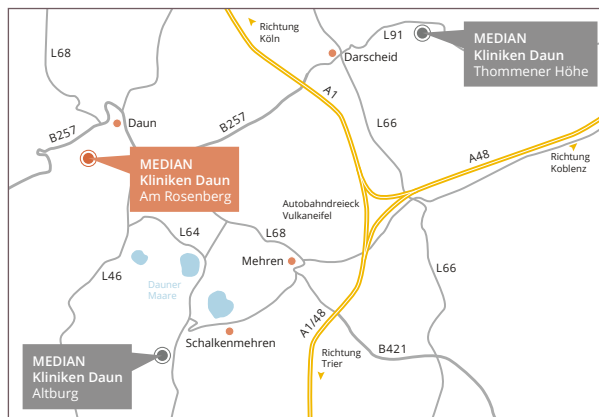 Richtung
Köln
L91
MEDIAN
Kliniken Daun
Thommener Höhe
L68
Darscheid
A1
B257
Daun
B257
L66
A48
Richtung
Koblenz
MEDIAN
Kliniken Daun
Am Rosenberg
Autobahndreieck
Vulkaneifel
L64
L68
Mehren
L46
Dauner
Maare
L66
A1/48
Schalkenmehren
B421
Richtung
Trier
MEDIAN
Kliniken Daun
Altburg